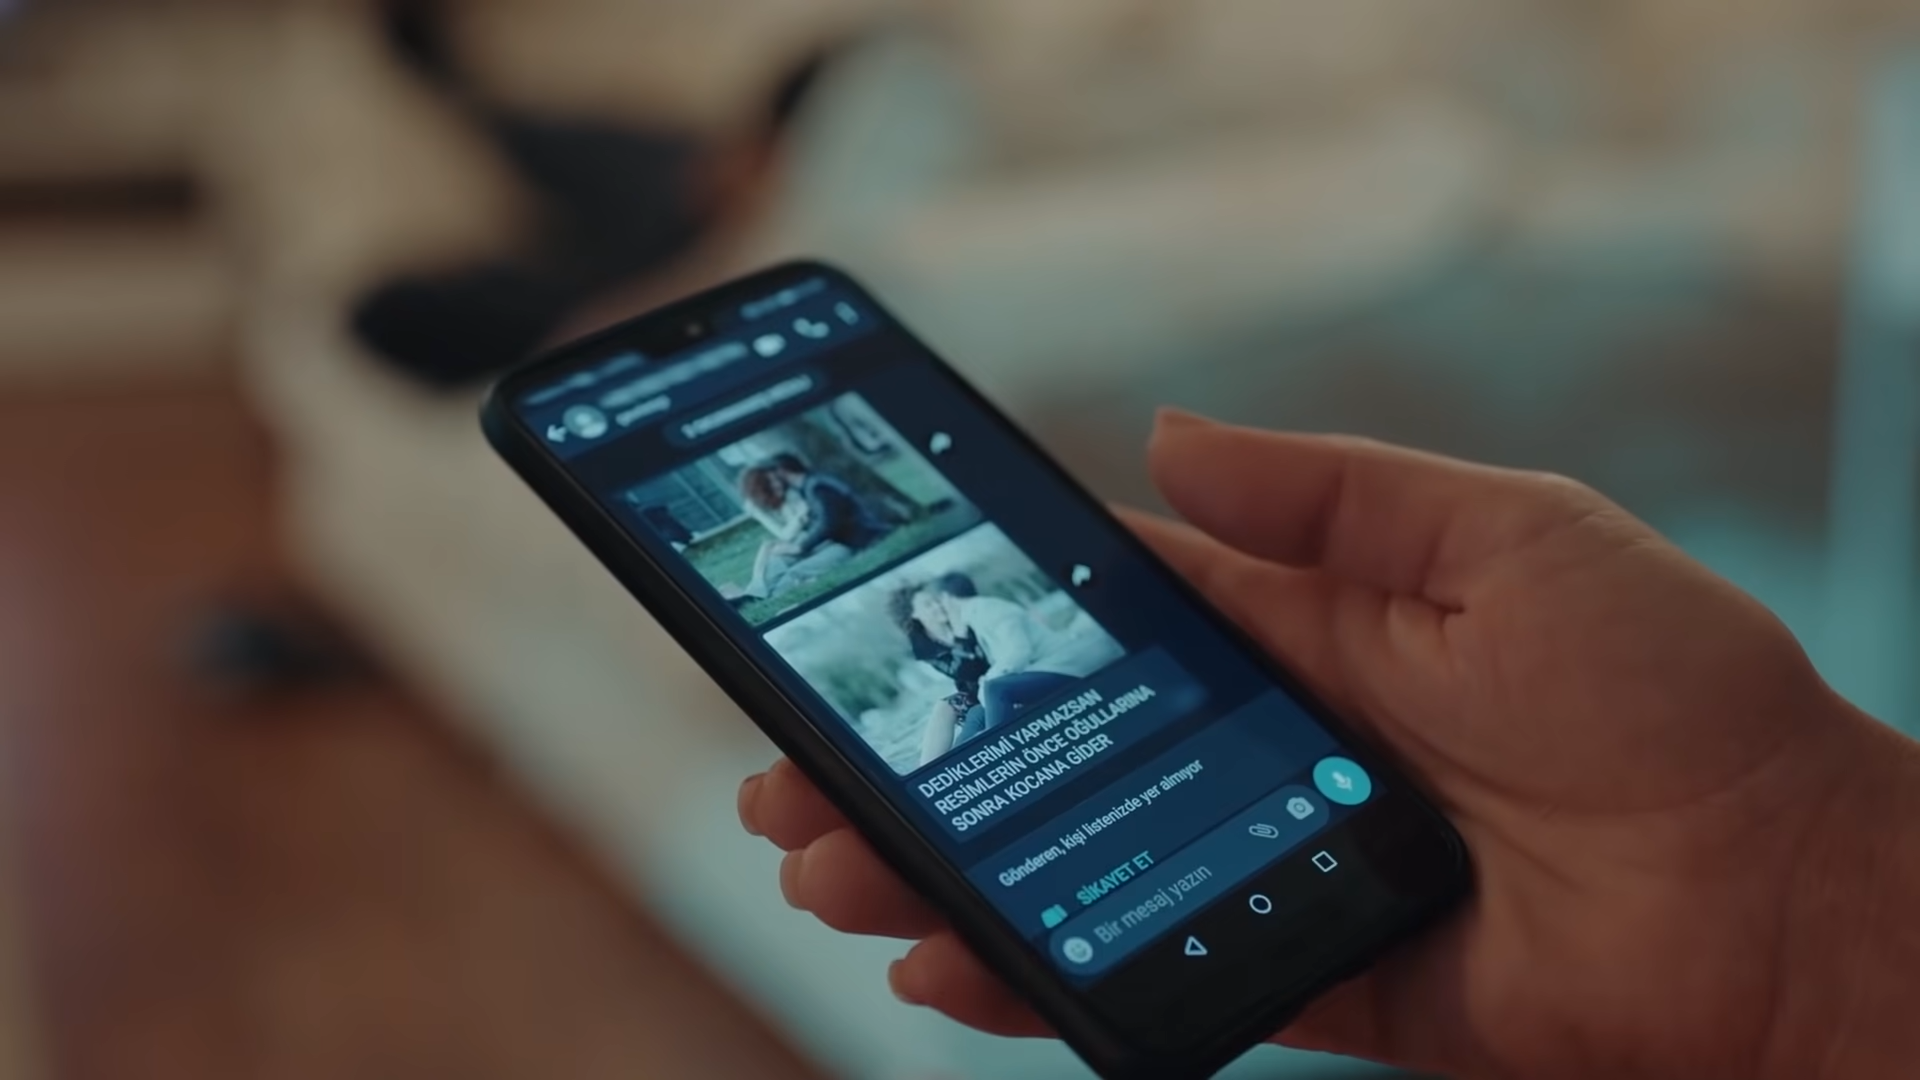 DEDİKLERİMİ YAPMAZSAN
RESİMLERİN ÖNCE OĞULLARINA
SONRA KOCANA GİDER
Gönderen, kişi listenizde yer almıyor
ŞİKAYET ET
Bir mesaj yazın